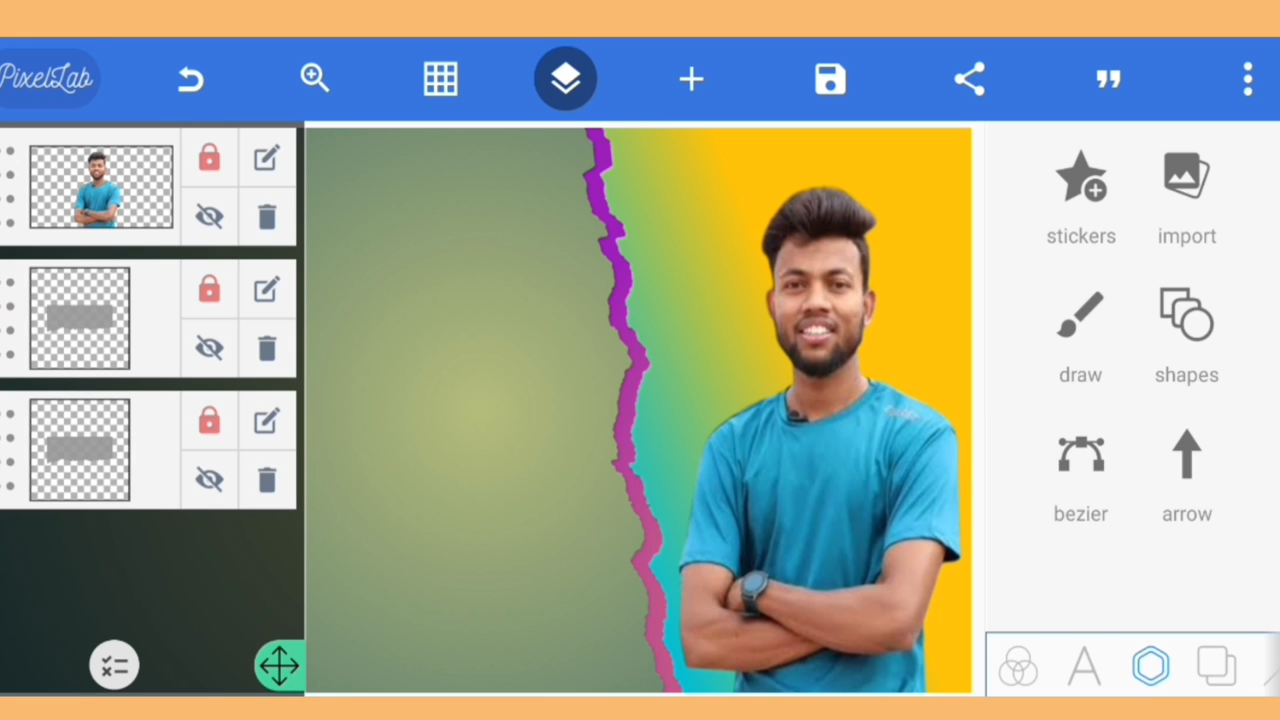 PixelLab
stickers
import
draw
shapes
bezier
arrow